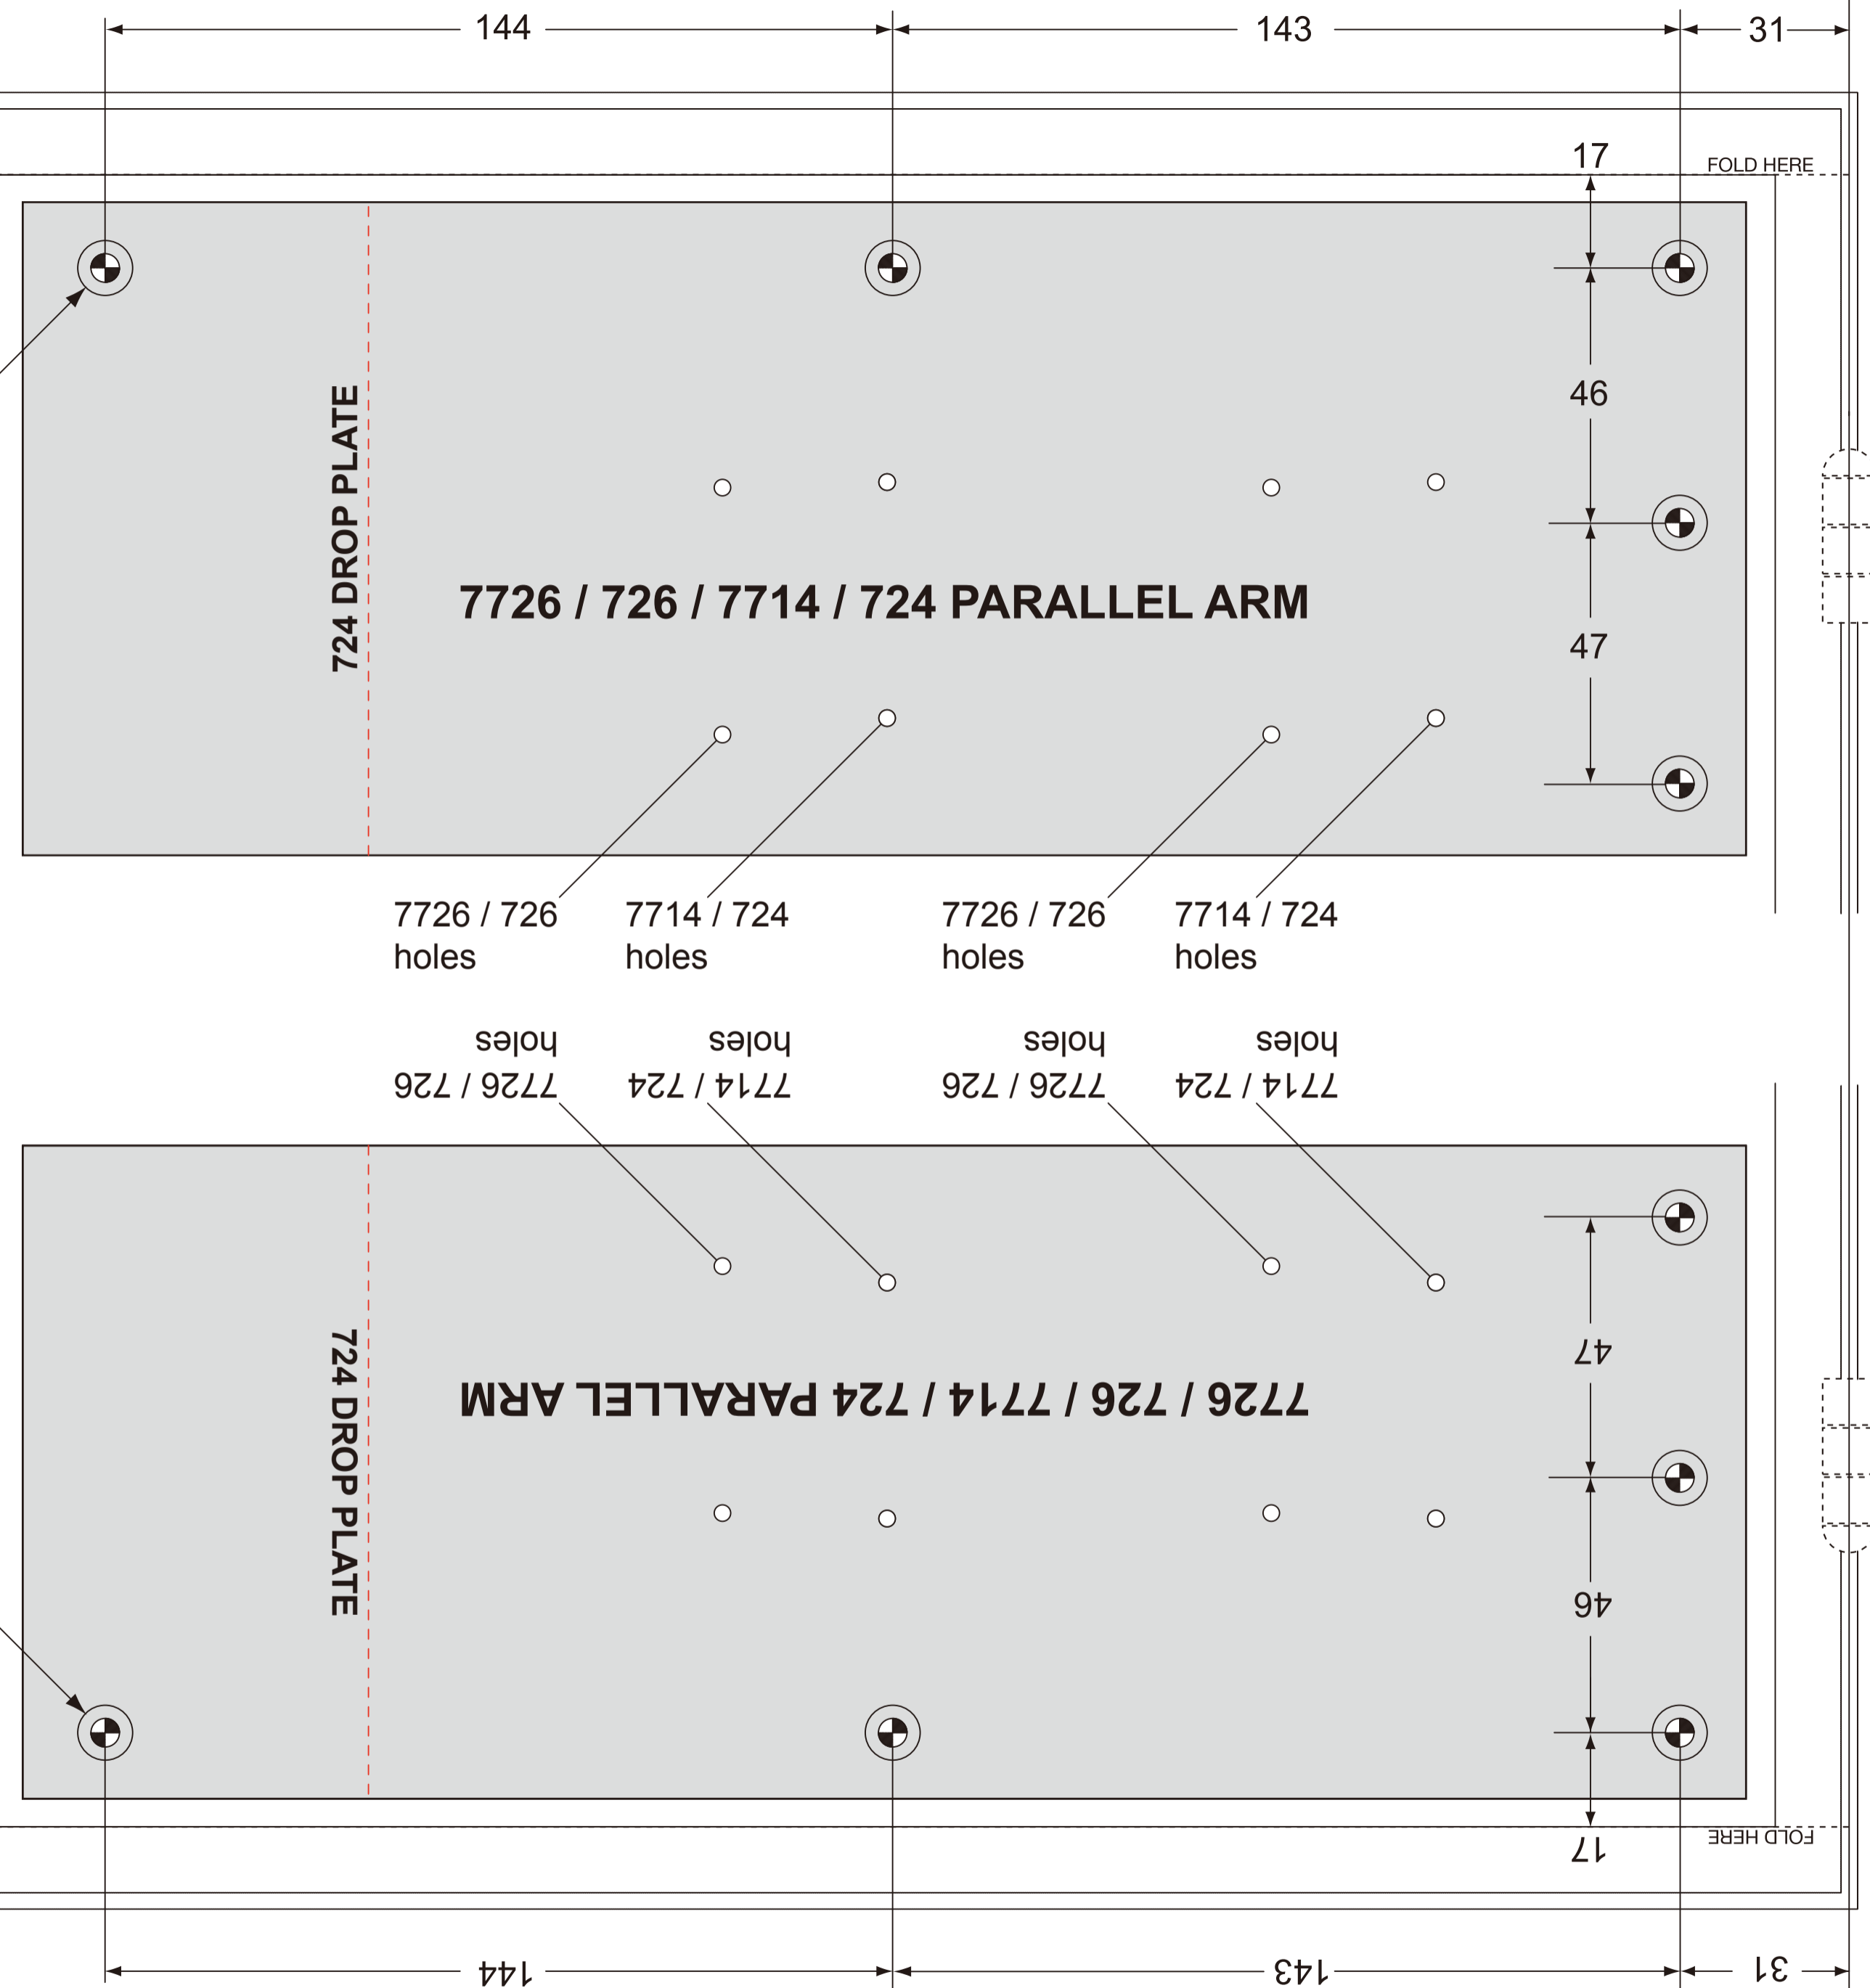 144
143
31
17
FOLD HERE
46
724 DROP PLATE
7726 / 726 / 7714 / 724 PARALLEL ARM
47
7726 / 726
holes
7714 / 724
holes
7726 / 726
holes
7714 / 724
holes
7726 / 726
holes
7714 / 724
holes
7726 / 726
holes
7714 / 724
holes
47
724 DROP PLATE
7726 / 726 / 7714 / 724 PARALLEL ARM
46
17
FOLD HERE
144
143
31